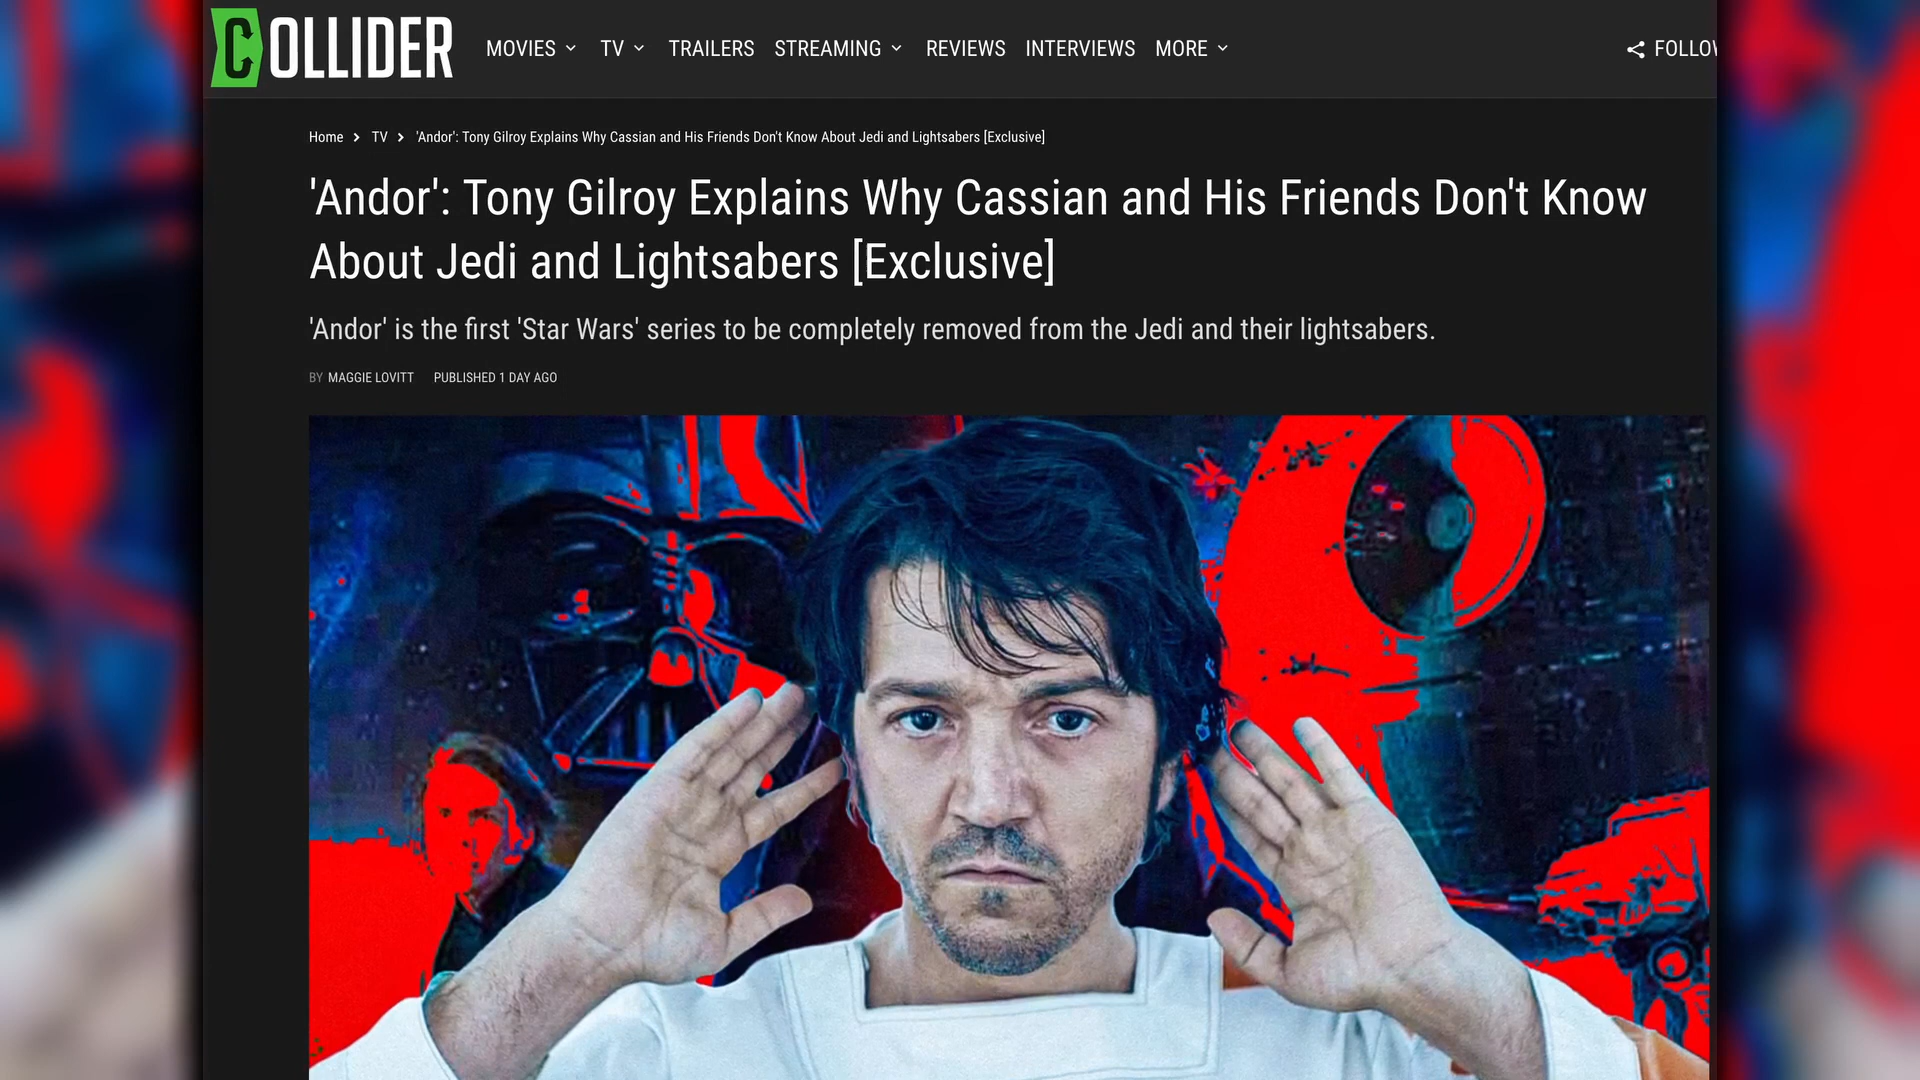 COLLIDER
MOVIES TV TRAILERS STREAMING REVIEWS INTERVIEWS MORE FOLLOW
Home > TV > 'Andor': Tony Gilroy Explains Why Cassian and His Friends Don't Know About Jedi and Lightsabers [Exclusive]
'Andor': Tony Gilroy Explains Why Cassian and His Friends Don't Know
About Jedi and Lightsabers [Exclusive]
'Andor' is the first 'Star Wars' series to be completely removed from the Jedi and their lightsabers.
BY MAGGIE LOVITT PUBLISHED 1 DAY AGO